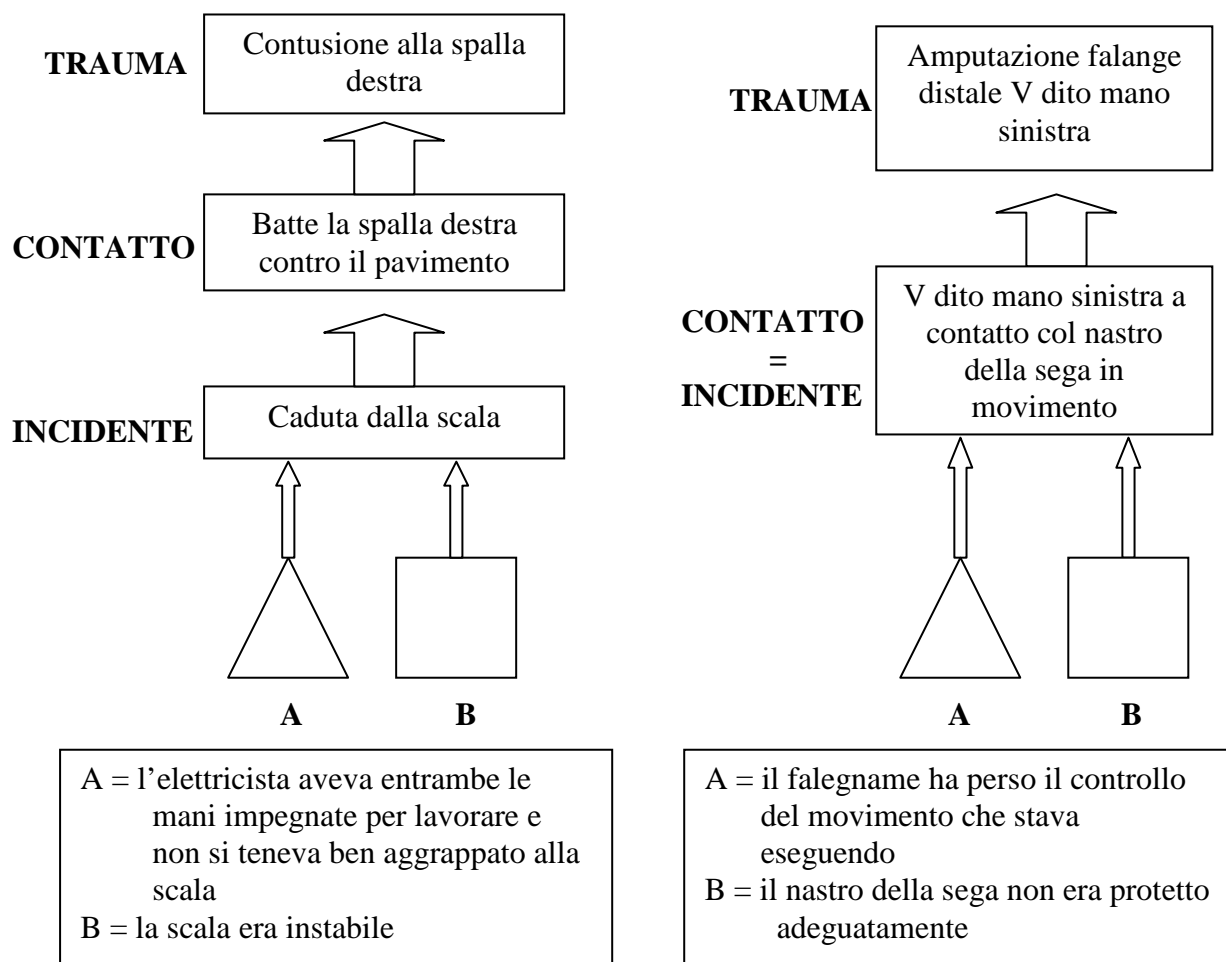 TRAUMA
Contusione alla spalla
destra
CONTATTO
Batte la spalla destra
contro il pavimento
INCIDENTE
Caduta dalla scala
A
B
A = l’elettricista aveva entrambe le
mani impegnate per lavorare e
non si teneva ben aggrappato alla
scala
B = la scala era instabile
TRAUMA
Amputazione falange
distale V dito mano
sinistra
CONTATTO
=
INCIDENTE
V dito mano sinistra a
contatto col nastro
della sega in
movimento
A
B
A = il falegname ha perso il controllo
del movimento che stava
eseguendo
B = il nastro della sega non era protetto
adeguatamente